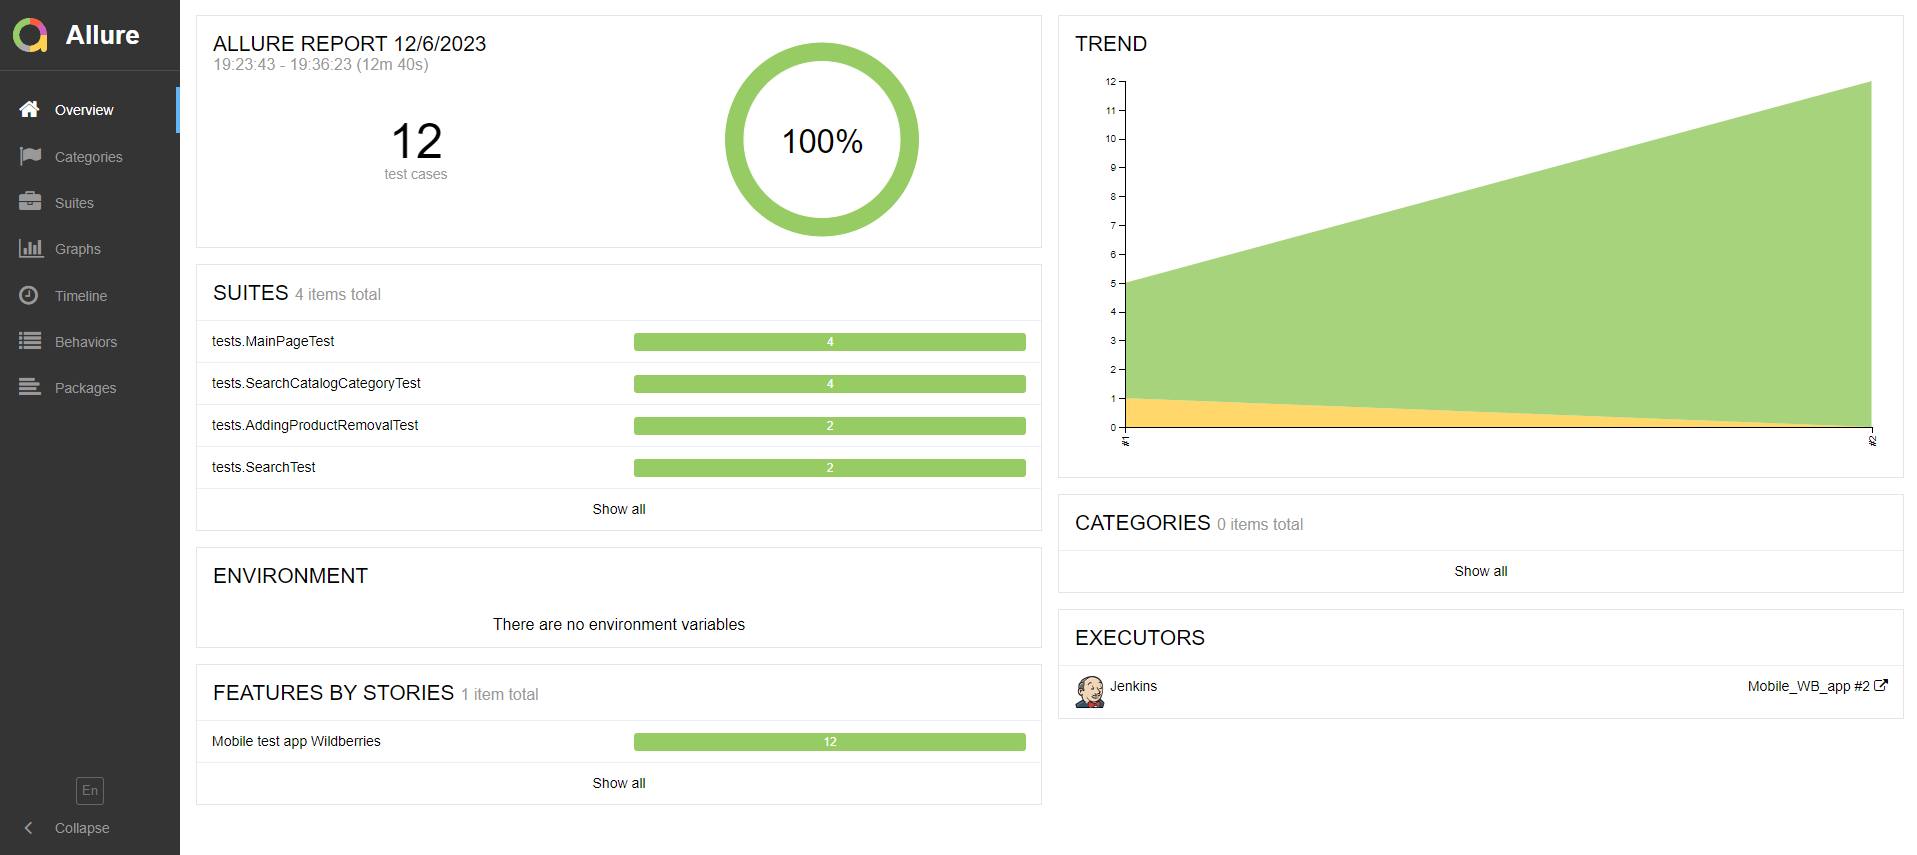 Allure
Overview
Categories
Suites
Graphs
Timeline
Behaviors
Packages
En
Collapse
ALLURE REPORT 12/6/2023
19:23:43 - 19:36:23 (12m 40s)
12
test cases
100%
SUITES 4 items total
tests.MainPageTest 4
tests.SearchCatalogCategoryTest 4
tests.AddingProductRemovalTest 2
tests.SearchTest 2
Show all
ENVIRONMENT
There are no environment variables
FEATURES BY STORIES 1 item total
Mobile test app Wildberries 12
Show all
TREND
12
11
10
9
8
7
6
5
4
3
2
1
0
#1
#2
CATEGORIES 0 items total
Show all
EXECUTORS
Jenkins Mobile_WB_app #2